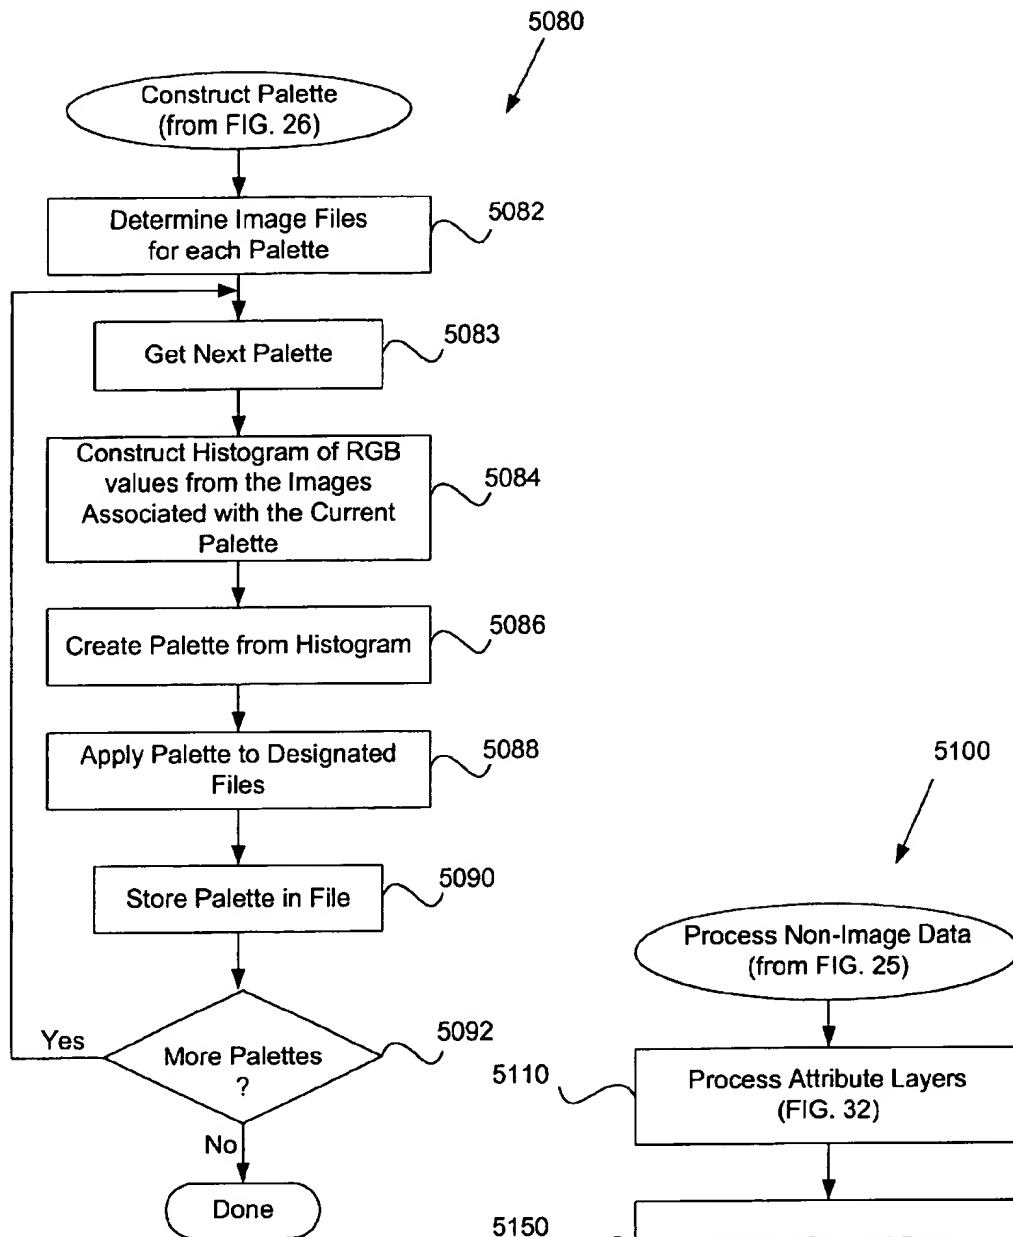 5080
Construct Palette
(from FIG. 26)
Determine Image Files
for each Palette
5082
Get Next Palette
5083
Construct Histogram of RGB
values from the Images
Associated with the Current
Palette
5084
Create Palette from Histogram
5086
Apply Palette to Designated
Files
5088
Store Palette in File
5090
More Palettes
?
5092
Yes
No
Done
5100
Process Non-Image Data
(from FIG. 25)
5110
Process Attribute Layers
(FIG. 32)
5150